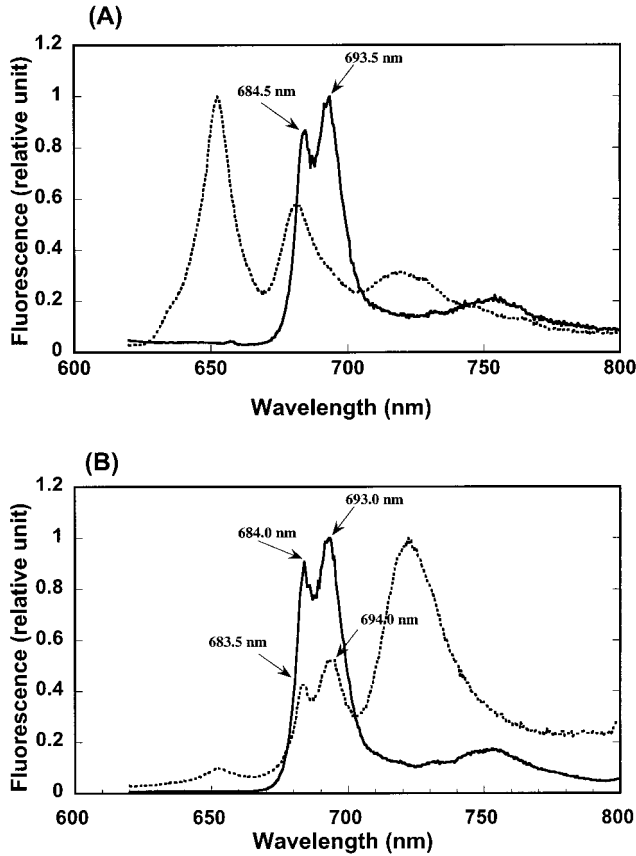 (A)
Fluorescence (relative unit)
1.2
1
0.8
0.6
0.4
0.2
0
684.5 nm
693.5 nm
600
650
700
750
800
Wavelength (nm)
(B)
Fluorescence (relative unit)
1.2
1
0.8
0.6
0.4
0.2
0
693.0 nm
684.0 nm
683.5 nm
694.0 nm
600
650
700
750
800
Wavelength (nm)